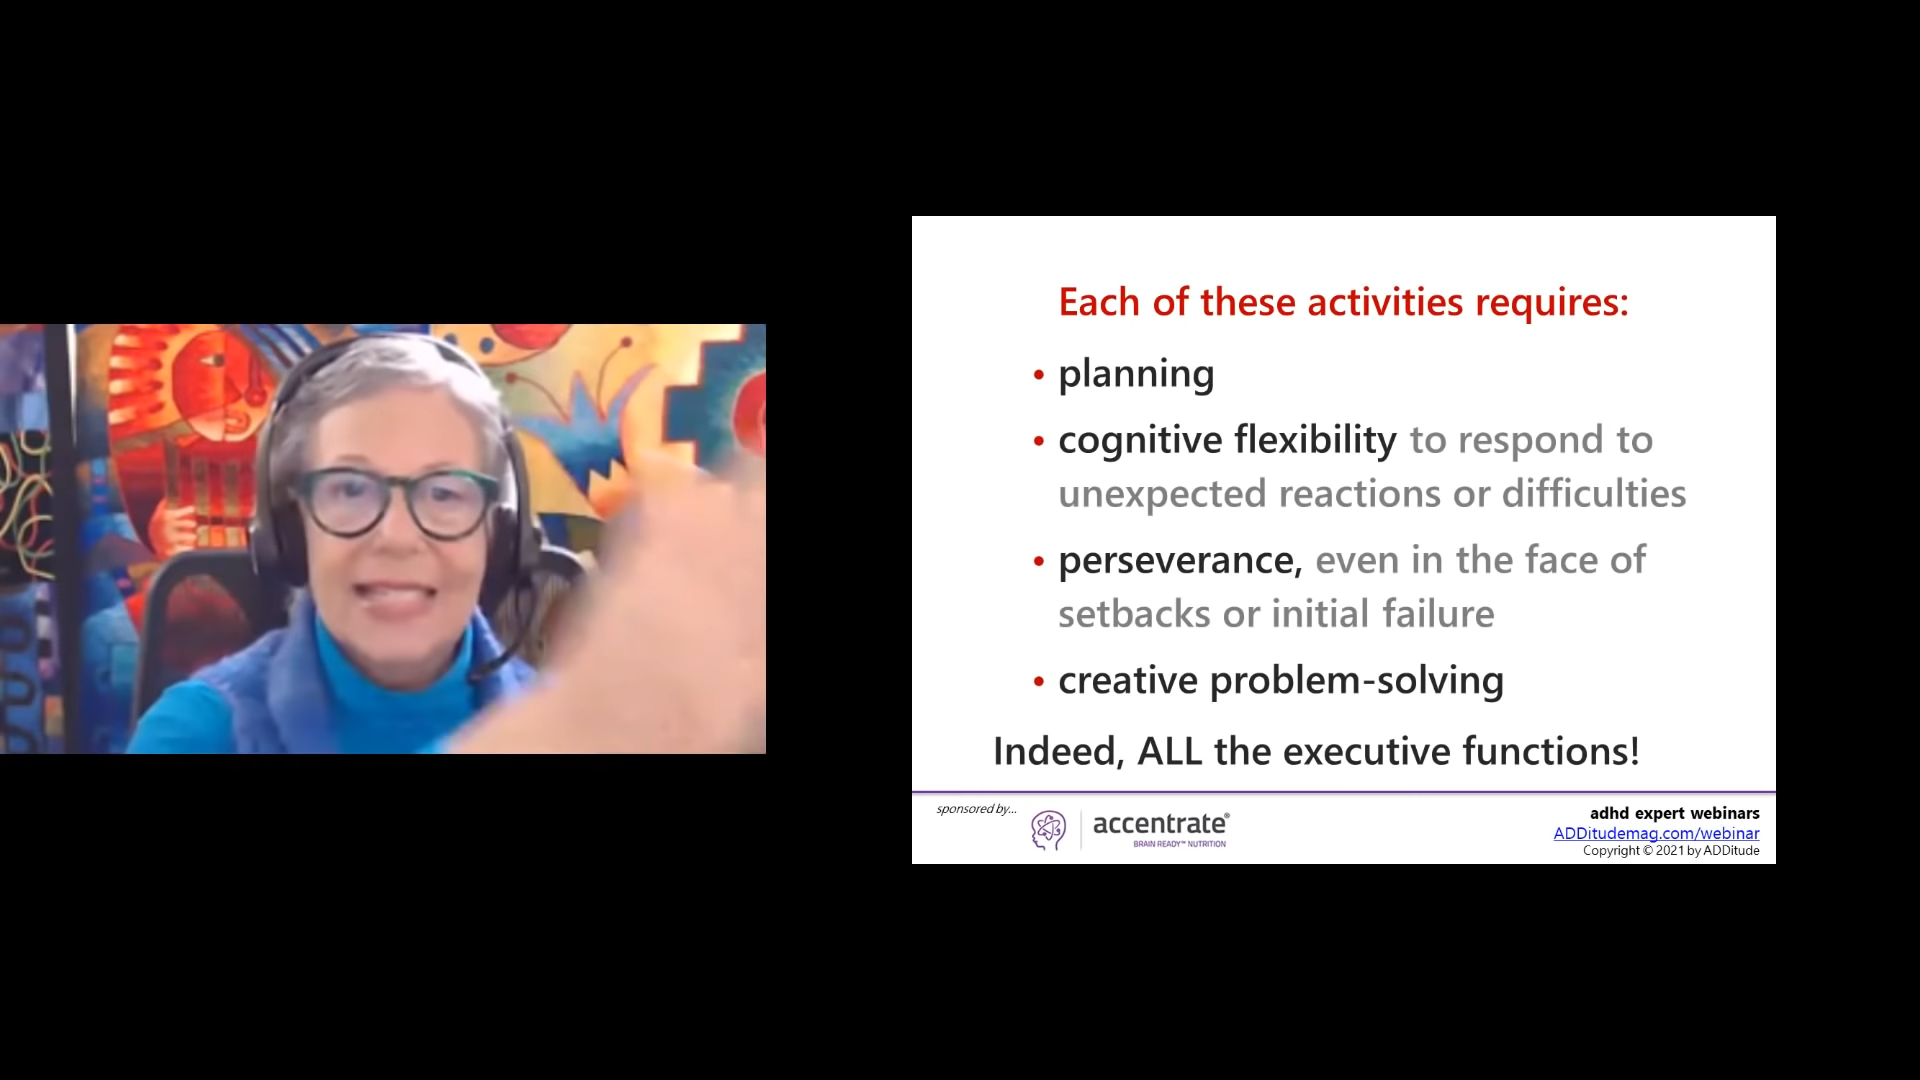 Each of these activities requires:
• planning
• cognitive flexibility to respond to
unexpected reactions or difficulties
• perseverance, even in the face of
setbacks or initial failure
• creative problem-solving
Indeed, ALL the executive functions!
sponsored by...
accentrate®
BRAIN READY™ NUTRITION
adhd expert webinars
ADDitudemag.com/webinar
Copyright © 2021 by ADDitude